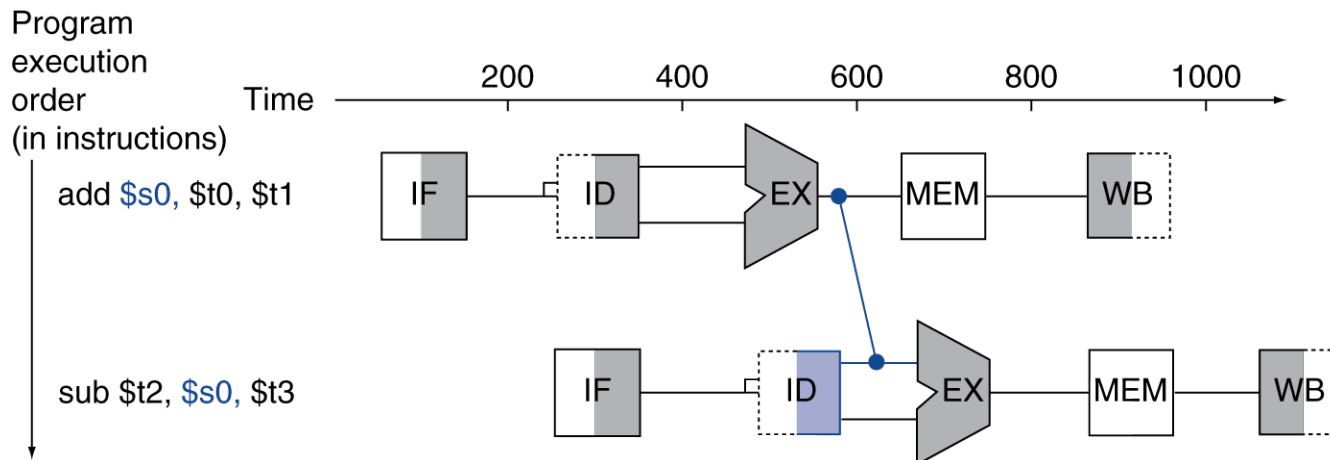 Program
execution
order
(in instructions)
Time
200 400 600 800 1000
add $s0, $t0, $t1
IF ID EX MEM WB
sub $t2, $s0, $t3
IF ID EX MEM WB